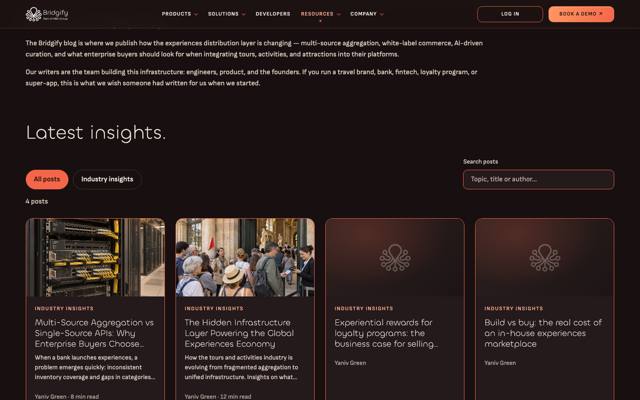 Bridgify
PRODUCTS SOLUTIONS DEVELOPERS RESOURCES COMPANY LOG IN BOOK A DEMO ↗
The Bridgify blog is where we publish how the experiences distribution layer is changing — multi-source aggregation, white-label commerce, AI-driven
curation, and what enterprise buyers should look for when integrating tours, activities, and attractions into their platforms.
Our writers are the team building this infrastructure: engineers, product, and the founders. If you run a travel brand, bank, fintech, loyalty program, or
super-app, this is what we wish someone had written for us when we started.
Latest insights.
Search posts
All posts Industry insights
Topic, title or author...
4 posts
INDUSTRY INSIGHTS
Multi-Source Aggregation vs
Single-Source APIs: Why
Enterprise Buyers Choose...
When a bank launches experiences, a
problem emerges quickly: inconsistent
inventory coverage and gaps in categories...
Yaniv Green · 8 min read
INDUSTRY INSIGHTS
The Hidden Infrastructure
Layer Powering the Global
Experiences Economy
How the tours and activities industry is
evolving from fragmented aggregation to
unified infrastructure. Insights on what...
Yaniv Green · 12 min read
INDUSTRY INSIGHTS
Experiential rewards for
loyalty programs: the
business case for selling...
Yaniv Green
INDUSTRY INSIGHTS
Build vs buy: the real cost of
an in-house experiences
marketplace
Yaniv Green